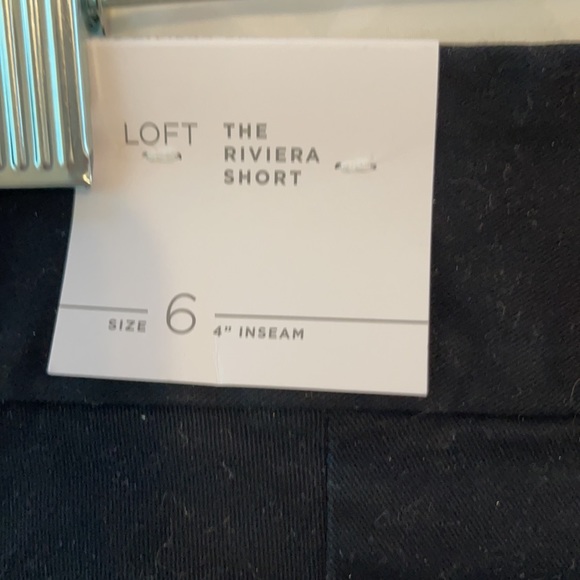 LOFT
THE
RIVIERA
SHORT
SIZE 6 4" INSEAM